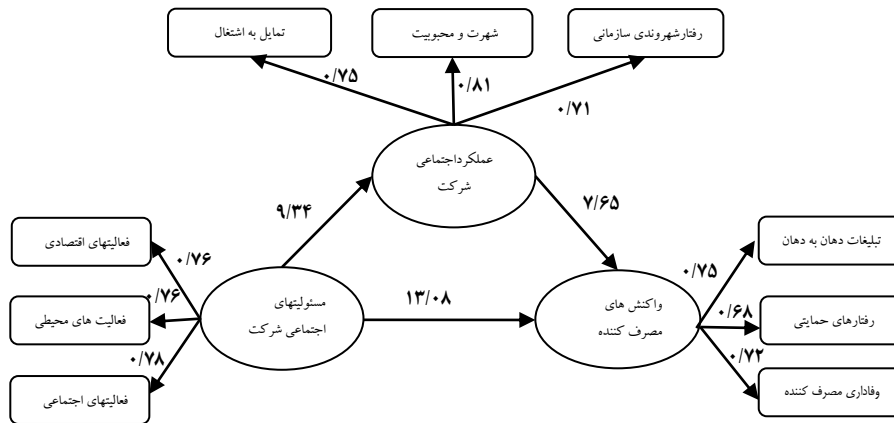 تمایل به اشتغال
شهرت و محبوبیت
رفتارشهروندی سازمانی
۰/۷۵
۰/۸۱
۰/۷۱
عملکرداجتماعی
شرکت
۹/۳۴
۷/۶۵
فعالیتهای اقتصادی
۰/۷۶
فعالیت های محیطی
۰/۷۶
فعالیتهای اجتماعی
۰/۷۸
مسئولیتهای
اجتماعی شرکت
۱۳/۰۸
واکنش های
مصرف کننده
۰/۷۵
تبلیغات دهان به دهان
۰/۶۸
رفتارهای حمایتی
۰/۷۲
وفاداری مصرف کننده